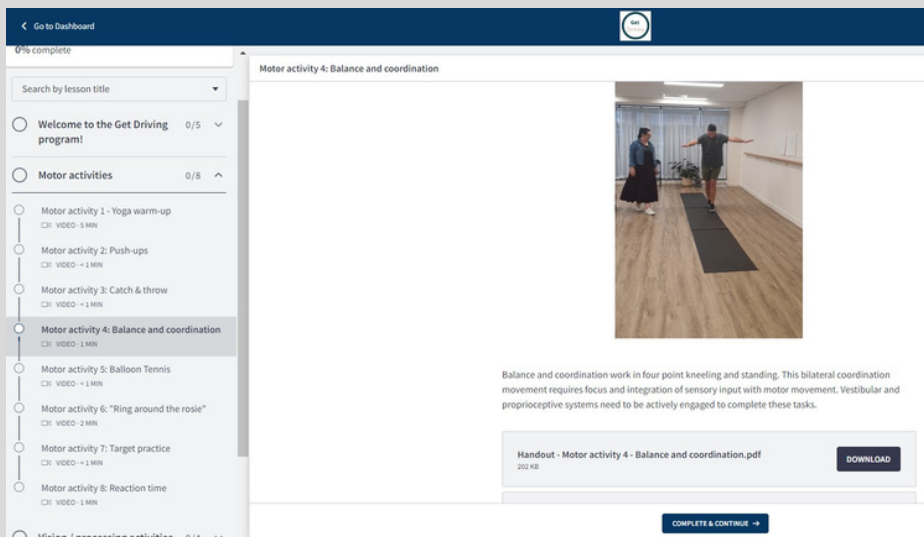 Go to Dashboard
Get
0% complete
Search by lesson title
Welcome to the Get Driving
program!
0/5
Motor activities
0/8
Motor activity 1 - Yoga warm-up
VIDEO · 5 MIN
Motor activity 2: Push-ups
VIDEO · < 1 MIN
Motor activity 3: Catch & throw
VIDEO · < 1 MIN
Motor activity 4: Balance and coordination
VIDEO · 1 MIN
Motor activity 5: Balloon Tennis
VIDEO · < 1 MIN
Motor activity 6: "Ring around the rosie"
VIDEO · 2 MIN
Motor activity 7: Target practice
VIDEO · < 1 MIN
Motor activity 8: Reaction time
VIDEO · 1 MIN
Vision / processing activities
0/4
Motor activity 4: Balance and coordination
Balance and coordination work in four point kneeling and standing. This bilateral coordination
movement requires focus and integration of sensory input with motor movement. Vestibular and
proprioceptive systems need to be actively engaged to complete these tasks.
Handout - Motor activity 4 - Balance and coordination.pdf
202 KB
DOWNLOAD
COMPLETE & CONTINUE →